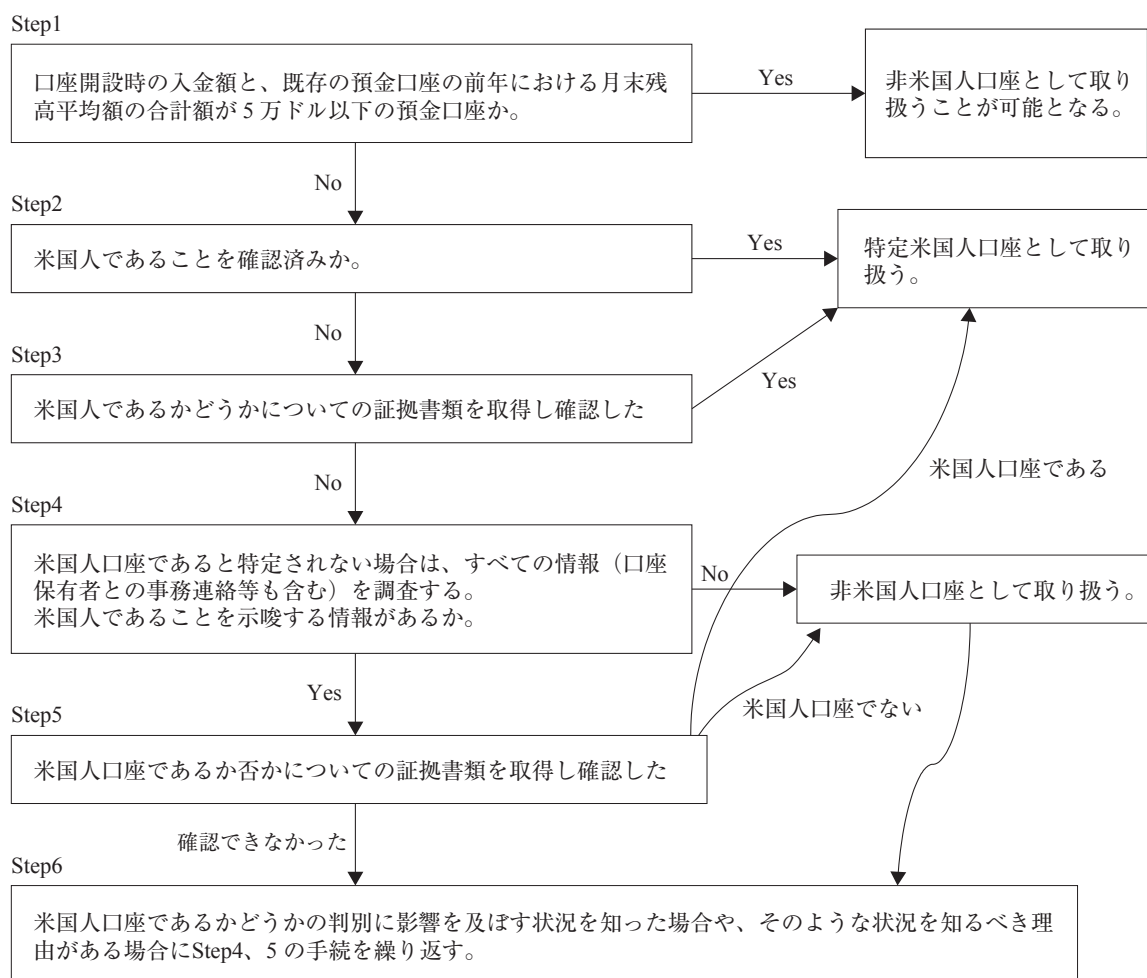 Step1
口座開設時の入金額と、既存の預金口座の前年における月末残
高平均額の合計額が 5 万ドル以下の預金口座か。
Yes
非米国人口座として取り
扱うことが可能となる。
No
Step2
米国人であることを確認済みか。
Yes
特定米国人口座として取り
扱う。
No
Step3
米国人であるかどうかについての証拠書類を取得し確認した
Yes
No
米国人口座である
Step4
米国人口座であると特定されない場合は、すべての情報（口座
保有者との事務連絡等も含む）を調査する。
米国人であることを示唆する情報があるか。
No
非米国人口座として取り扱う。
Yes
米国人口座でない
Step5
米国人口座であるか否かについての証拠書類を取得し確認した
確認できなかった
Step6
米国人口座であるかどうかの判別に影響を及ぼす状況を知った場合や、そのような状況を知るべき理
由がある場合にStep4、5 の手続を繰り返す。